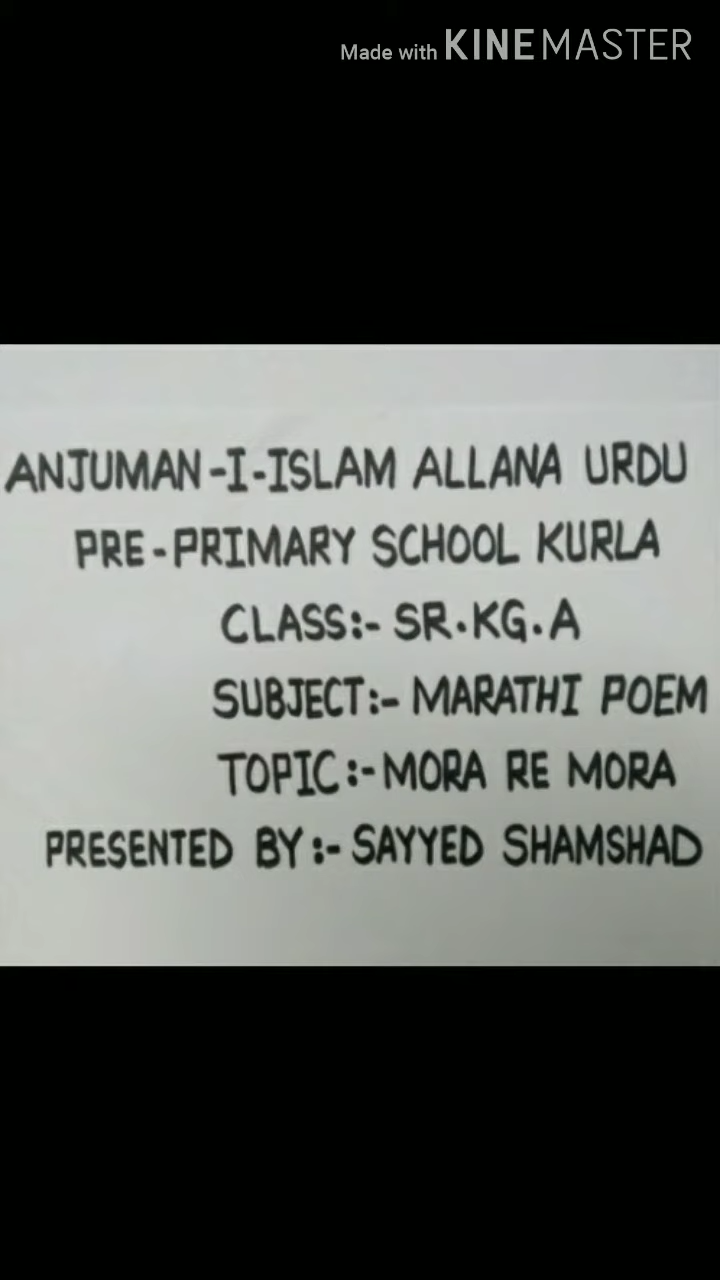 Made with KINEMASTER
ANJUMAN-I-ISLAM ALLANA URDU
PRE-PRIMARY SCHOOL KURLA
CLASS:- SR.KG.A
SUBJECT:- MARATHI POEM
TOPIC:- MORA RE MORA
PRESENTED BY:- SAYYED SHAMSHAD